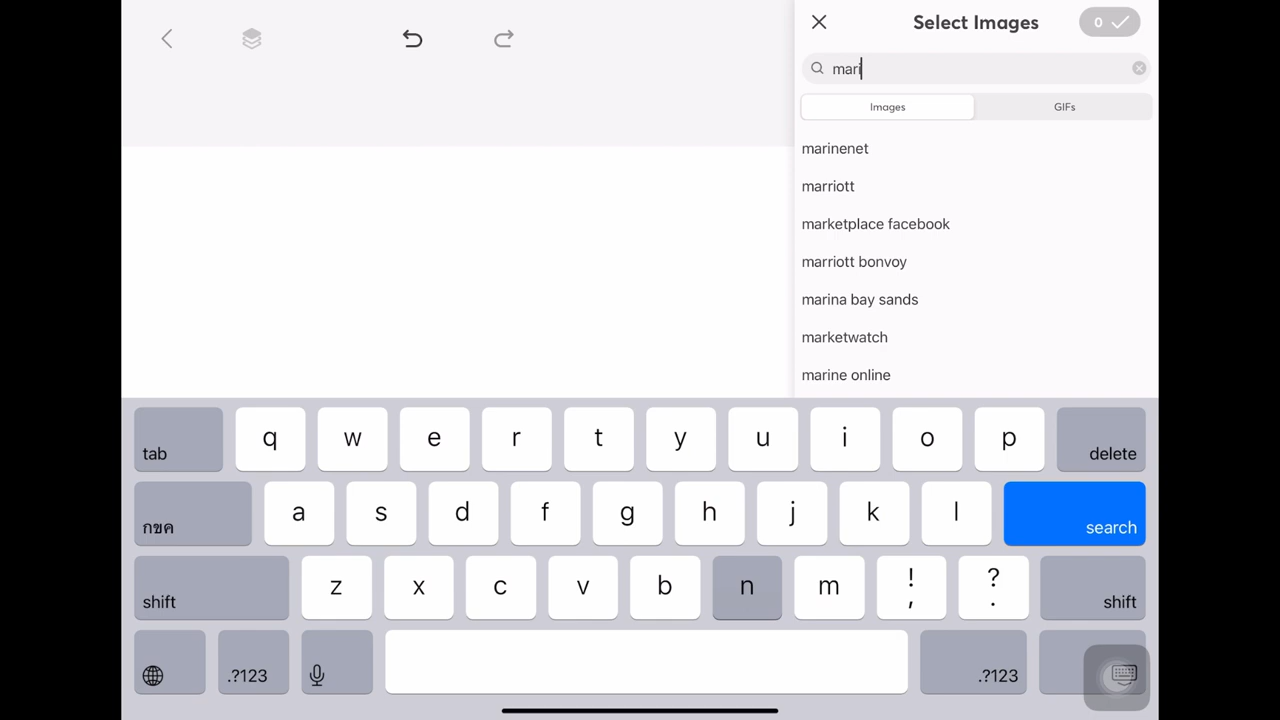 Select Images
0
mari
Images
GIFs
marinenet
marriott
marketplace facebook
marriott bonvoy
marina bay sands
marketwatch
marine online
tab q w e r t y u i o p delete
กขค a s d f g h j k l search
shift z x c v b n m ! , ? . shift
.?123 .?123